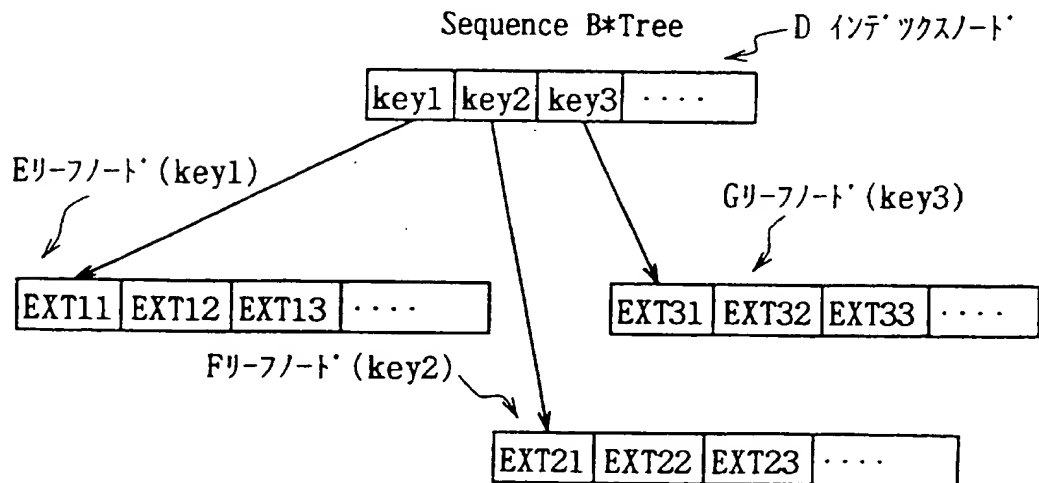 Sequence B*Tree
D ｲﾝﾃﾞﾂｸｽﾉｰﾄﾞ
key1 key2 key3 ････
Eﾘｰﾌﾉｰﾄﾞ(key1)
Gﾘｰﾌﾉｰﾄﾞ(key3)
EXT11 EXT12 EXT13 ････
EXT31 EXT32 EXT33 ････
Fﾘｰﾌﾉｰﾄﾞ(key2)
EXT21 EXT22 EXT23 ････